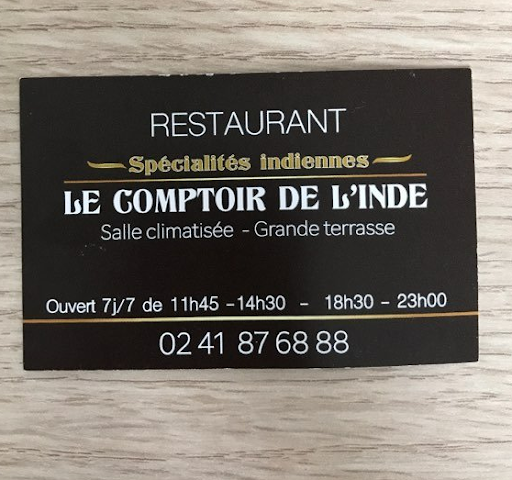 RESTAURANT
Spécialités indiennes
LE COMPTOIR DE L'INDE
Salle climatisée - Grande terrasse
Ouvert 7j/7 de 11h45 -14h30 - 18h30 - 23h00
02 41 87 68 88